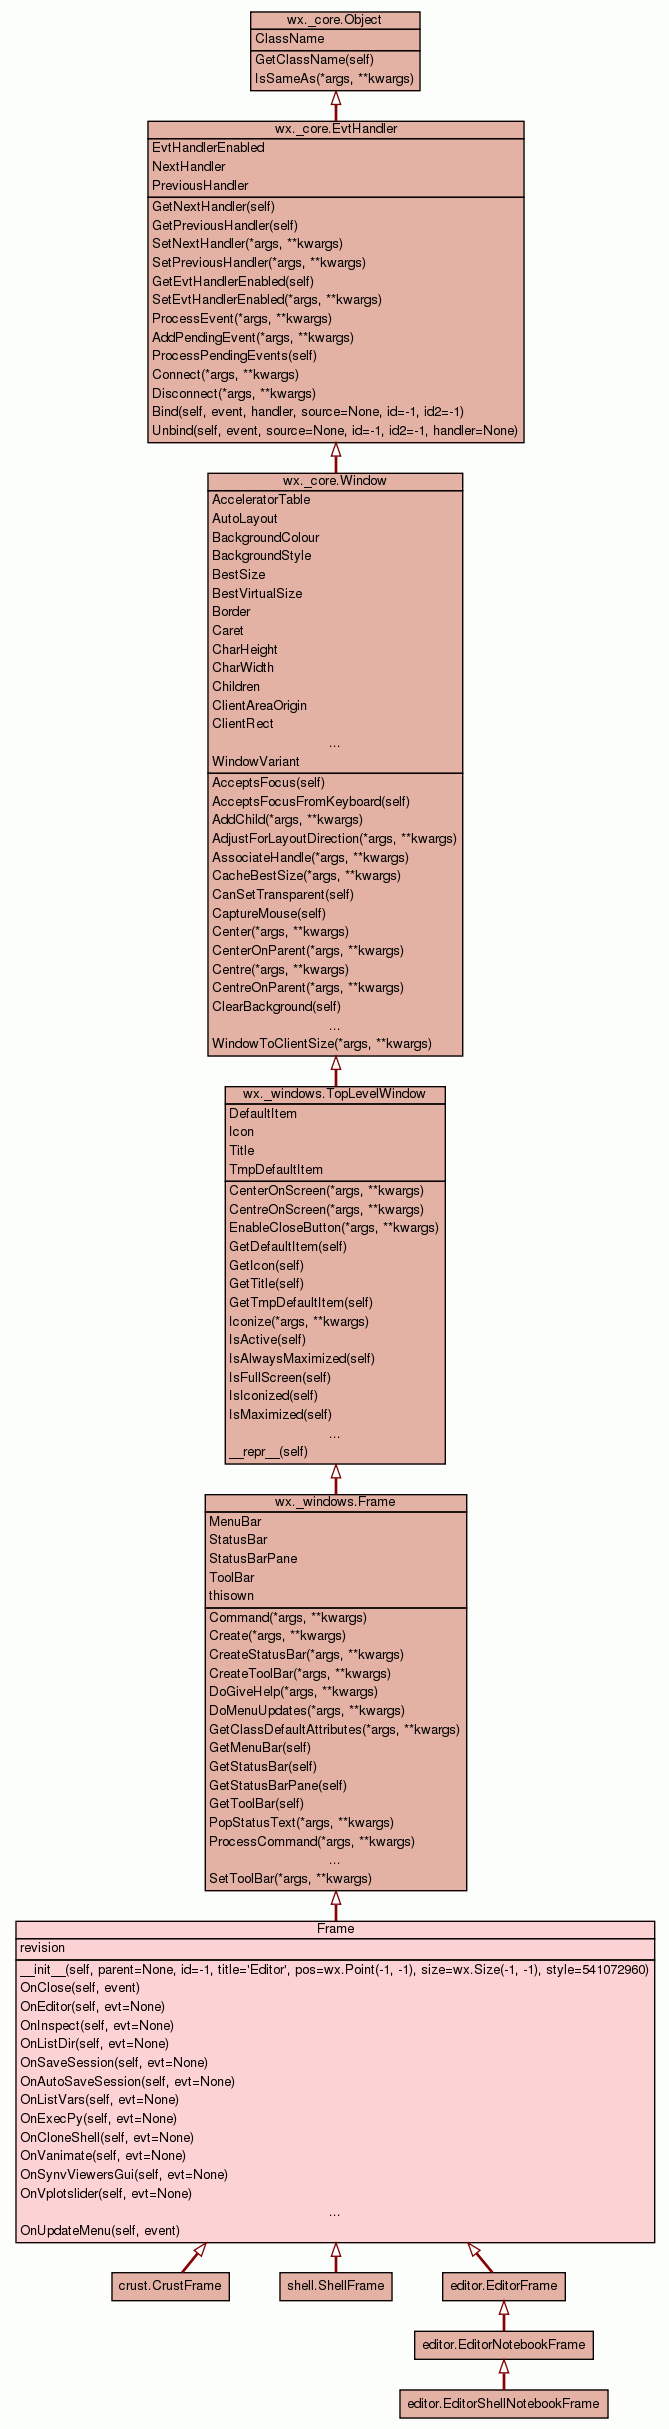 wx._core.Object
ClassName
GetClassName(self)
IsSameAs(*args, **kwargs)
wx._core.EvtHandler
EvtHandlerEnabled
NextHandler
PreviousHandler
GetNextHandler(self)
GetPreviousHandler(self)
SetNextHandler(*args, **kwargs)
SetPreviousHandler(*args, **kwargs)
GetEvtHandlerEnabled(self)
SetEvtHandlerEnabled(*args, **kwargs)
ProcessEvent(*args, **kwargs)
AddPendingEvent(*args, **kwargs)
ProcessPendingEvents(self)
Connect(*args, **kwargs)
Disconnect(*args, **kwargs)
Bind(self, event, handler, source=None, id=-1, id2=-1)
Unbind(self, event, source=None, id=-1, id2=-1, handler=None)
wx._core.Window
AcceleratorTable
AutoLayout
BackgroundColour
BackgroundStyle
BestSize
BestVirtualSize
Border
Caret
CharHeight
CharWidth
Children
ClientAreaOrigin
ClientRect
...
WindowVariant
AcceptsFocus(self)
AcceptsFocusFromKeyboard(self)
AddChild(*args, **kwargs)
AdjustForLayoutDirection(*args, **kwargs)
AssociateHandle(*args, **kwargs)
CacheBestSize(*args, **kwargs)
CanSetTransparent(self)
CaptureMouse(self)
Center(*args, **kwargs)
CenterOnParent(*args, **kwargs)
Centre(*args, **kwargs)
CentreOnParent(*args, **kwargs)
ClearBackground(self)
...
WindowToClientSize(*args, **kwargs)
wx._windows.TopLevelWindow
DefaultItem
Icon
Title
TmpDefaultItem
CenterOnScreen(*args, **kwargs)
CentreOnScreen(*args, **kwargs)
EnableCloseButton(*args, **kwargs)
GetDefaultItem(self)
GetIcon(self)
GetTitle(self)
GetTmpDefaultItem(self)
Iconize(*args, **kwargs)
IsActive(self)
IsAlwaysMaximized(self)
IsFullScreen(self)
IsIconized(self)
IsMaximized(self)
...
__repr__(self)
wx._windows.Frame
MenuBar
StatusBar
StatusBarPane
ToolBar
thisown
Command(*args, **kwargs)
Create(*args, **kwargs)
CreateStatusBar(*args, **kwargs)
CreateToolBar(*args, **kwargs)
DoGiveHelp(*args, **kwargs)
DoMenuUpdates(*args, **kwargs)
GetClassDefaultAttributes(*args, **kwargs)
GetMenuBar(self)
GetStatusBar(self)
GetStatusBarPane(self)
GetToolBar(self)
PopStatusText(*args, **kwargs)
ProcessCommand(*args, **kwargs)
...
SetToolBar(*args, **kwargs)
Frame
revision
__init__(self, parent=None, id=-1, title='Editor', pos=wx.Point(-1, -1), size=wx.Size(-1, -1), style=541072960)
OnClose(self, event)
OnEditor(self, evt=None)
OnInspect(self, evt=None)
OnListDir(self, evt=None)
OnSaveSession(self, evt=None)
OnAutoSaveSession(self, evt=None)
OnListVars(self, evt=None)
OnExecPy(self, evt=None)
OnCloneShell(self, evt=None)
OnVanimate(self, evt=None)
OnSynvViewersGui(self, evt=None)
OnVplotslider(self, evt=None)
...
OnUpdateMenu(self, event)
crust.CrustFrame
shell.ShellFrame
editor.EditorFrame
editor.EditorNotebookFrame
editor.EditorShellNotebookFrame